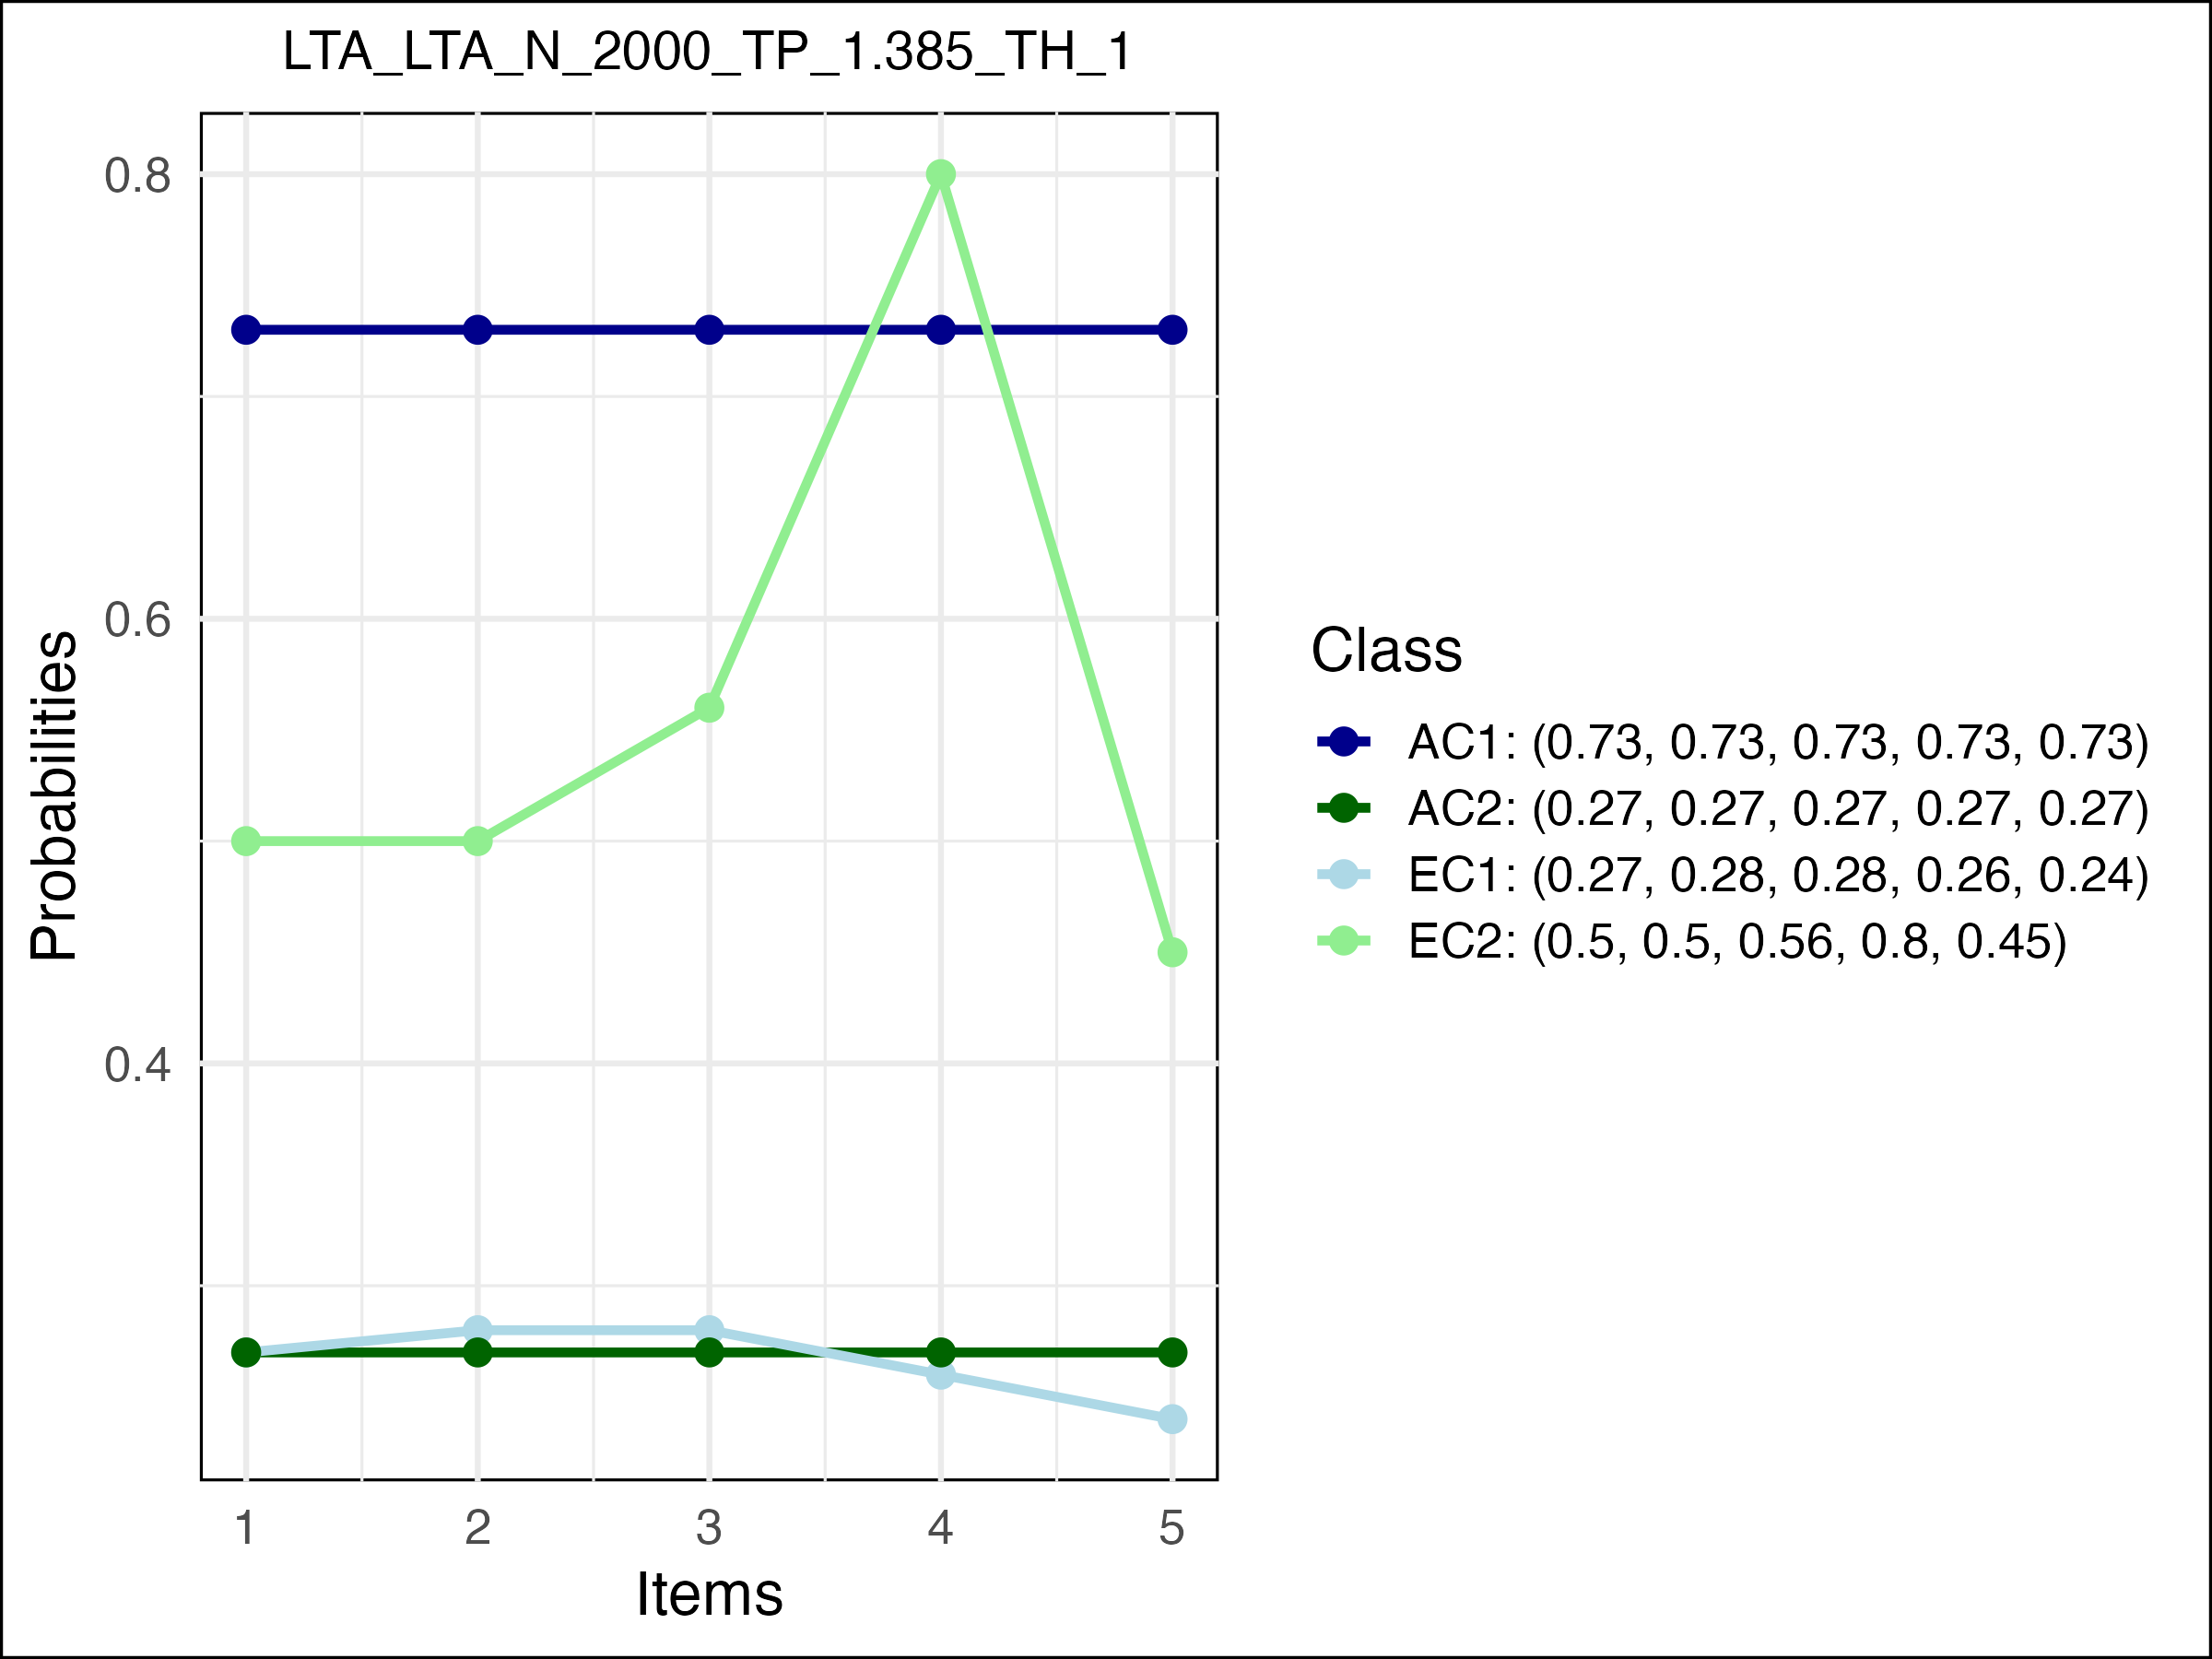 LTA_LTA_N_2000_TP_1.385_TH_1
0.8
0.6
0.4
Probabilities
1 2 3 4 5
Items
Class
AC1: (0.73, 0.73, 0.73, 0.73, 0.73)
AC2: (0.27, 0.27, 0.27, 0.27, 0.27)
EC1: (0.27, 0.28, 0.28, 0.26, 0.24)
EC2: (0.5, 0.5, 0.56, 0.8, 0.45)